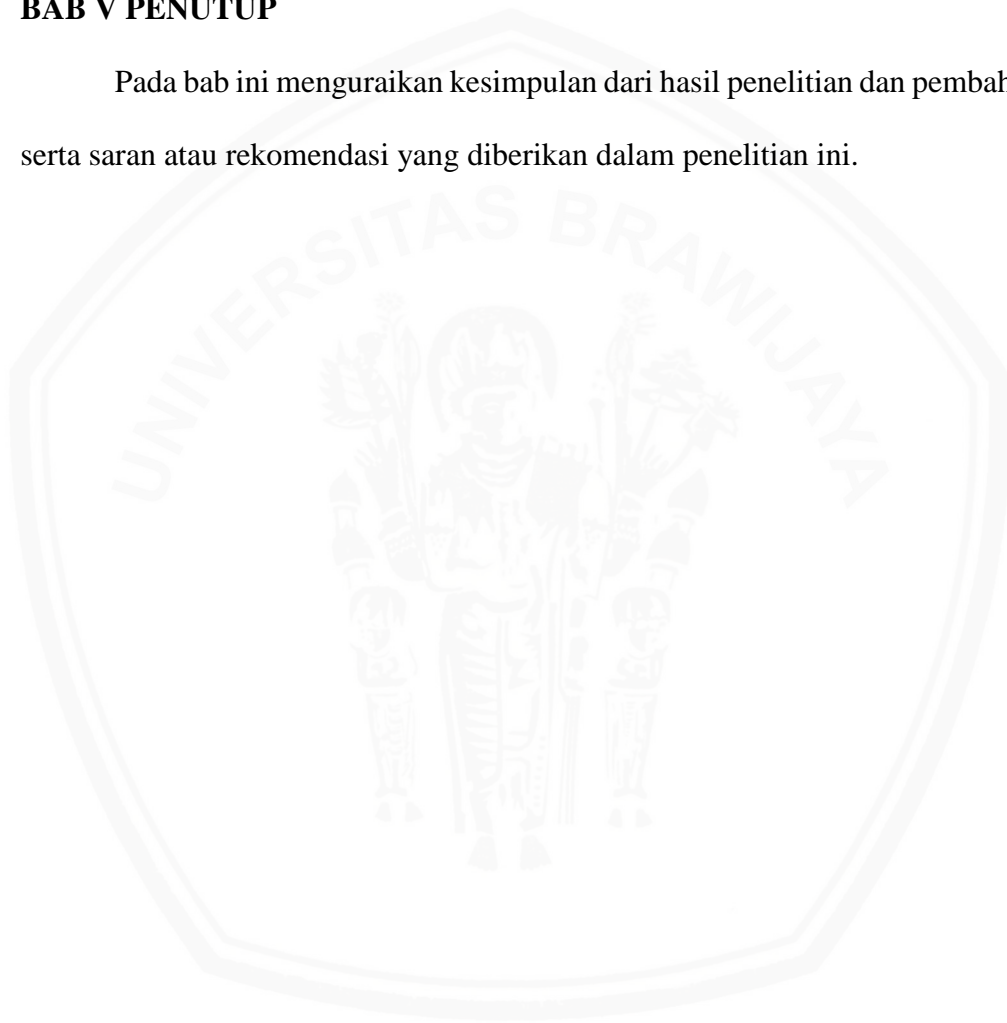 BAB V PENUTUP
Pada bab ini menguraikan kesimpulan dari hasil penelitian dan pembah
serta saran atau rekomendasi yang diberikan dalam penelitian ini.
UNIVERSITAS BRAWIJAYA